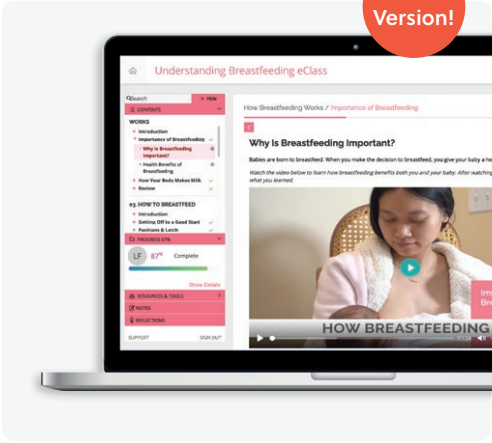 Version!
Understanding Breastfeeding eClass
Search
Hide
CONTENTS
WORKS
Introduction
Importance of Breastfeeding
Why Is Breastfeeding
Important?
Health Benefits of
Breastfeeding
How Your Body Makes Milk
Review
03. HOW TO BREASTFEED
Introduction
Getting Off to a Good Start
Positions & Latch
PROGRESS 87%
LF
87%
Complete
Show Details
RESOURCES & TOOLS
NOTES
REFLECTIONS
SUPPORT
SIGN OUT
How Breastfeeding Works / Importance of Breastfeeding
Why Is Breastfeeding Important?
Babies are born to breastfeed. When you make the decision to breastfeed, you give your baby a he
Watch the video below to learn how breastfeeding benefits both you and your baby. After watching
what you learned.
Im
Bre
HOW BREASTFEEDING